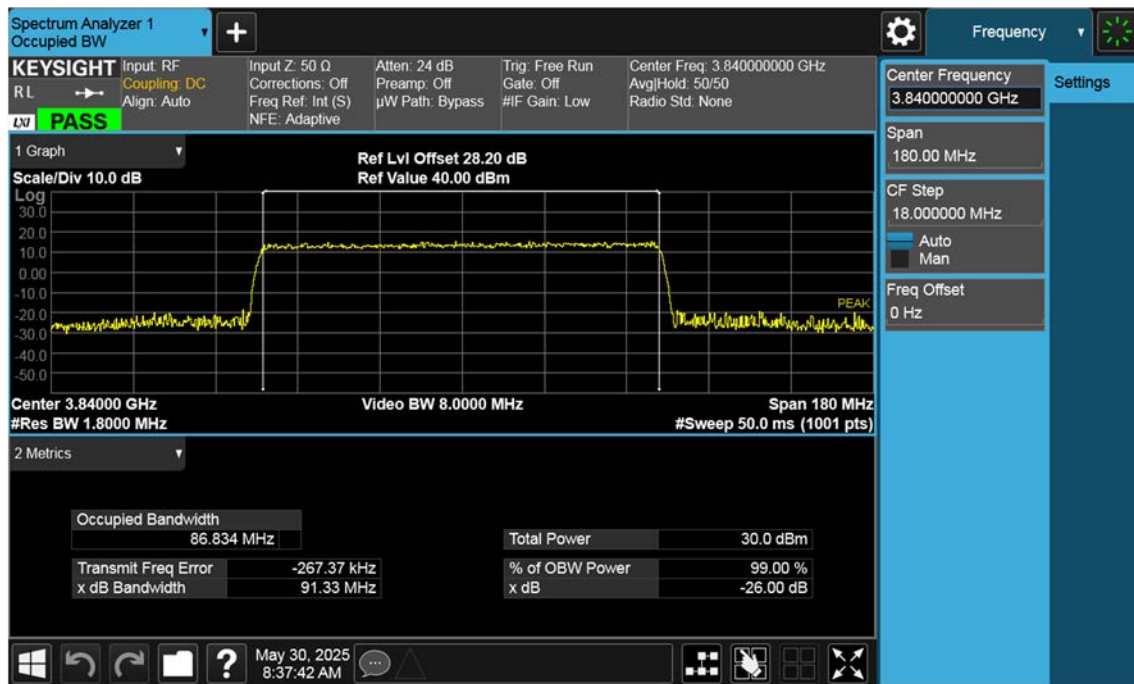 Spectrum Analyzer 1
Occupied BW
Frequency
KEYSIGHT
RL
LXI PASS
Input: RF
Coupling: DC
Align: Auto
Input Z: 50 Ω
Corrections: Off
Freq Ref: Int (S)
NFE: Adaptive
Atten: 24 dB
Preamp: Off
µW Path: Bypass
Trig: Free Run
Gate: Off
#IF Gain: Low
Center Freq: 3.840000000 GHz
Avg|Hold: 50/50
Radio Std: None
Center Frequency
3.840000000 GHz
Settings
Span
180.00 MHz
CF Step
18.000000 MHz
Auto
Man
Freq Offset
0 Hz
1 Graph
Scale/Div 10.0 dB
Ref Lvl Offset 28.20 dB
Ref Value 40.00 dBm
Log
30.0
20.0
10.0
0.00
-10.0
-20.0
-30.0
-40.0
-50.0
PEAK
Center 3.84000 GHz
#Res BW 1.8000 MHz
Video BW 8.0000 MHz
Span 180 MHz
#Sweep 50.0 ms (1001 pts)
2 Metrics
Occupied Bandwidth
86.834 MHz
Total Power 30.0 dBm
Transmit Freq Error -267.37 kHz
% of OBW Power 99.00 %
x dB Bandwidth 91.33 MHz
x dB -26.00 dB
?
May 30, 2025
8:37:42 AM